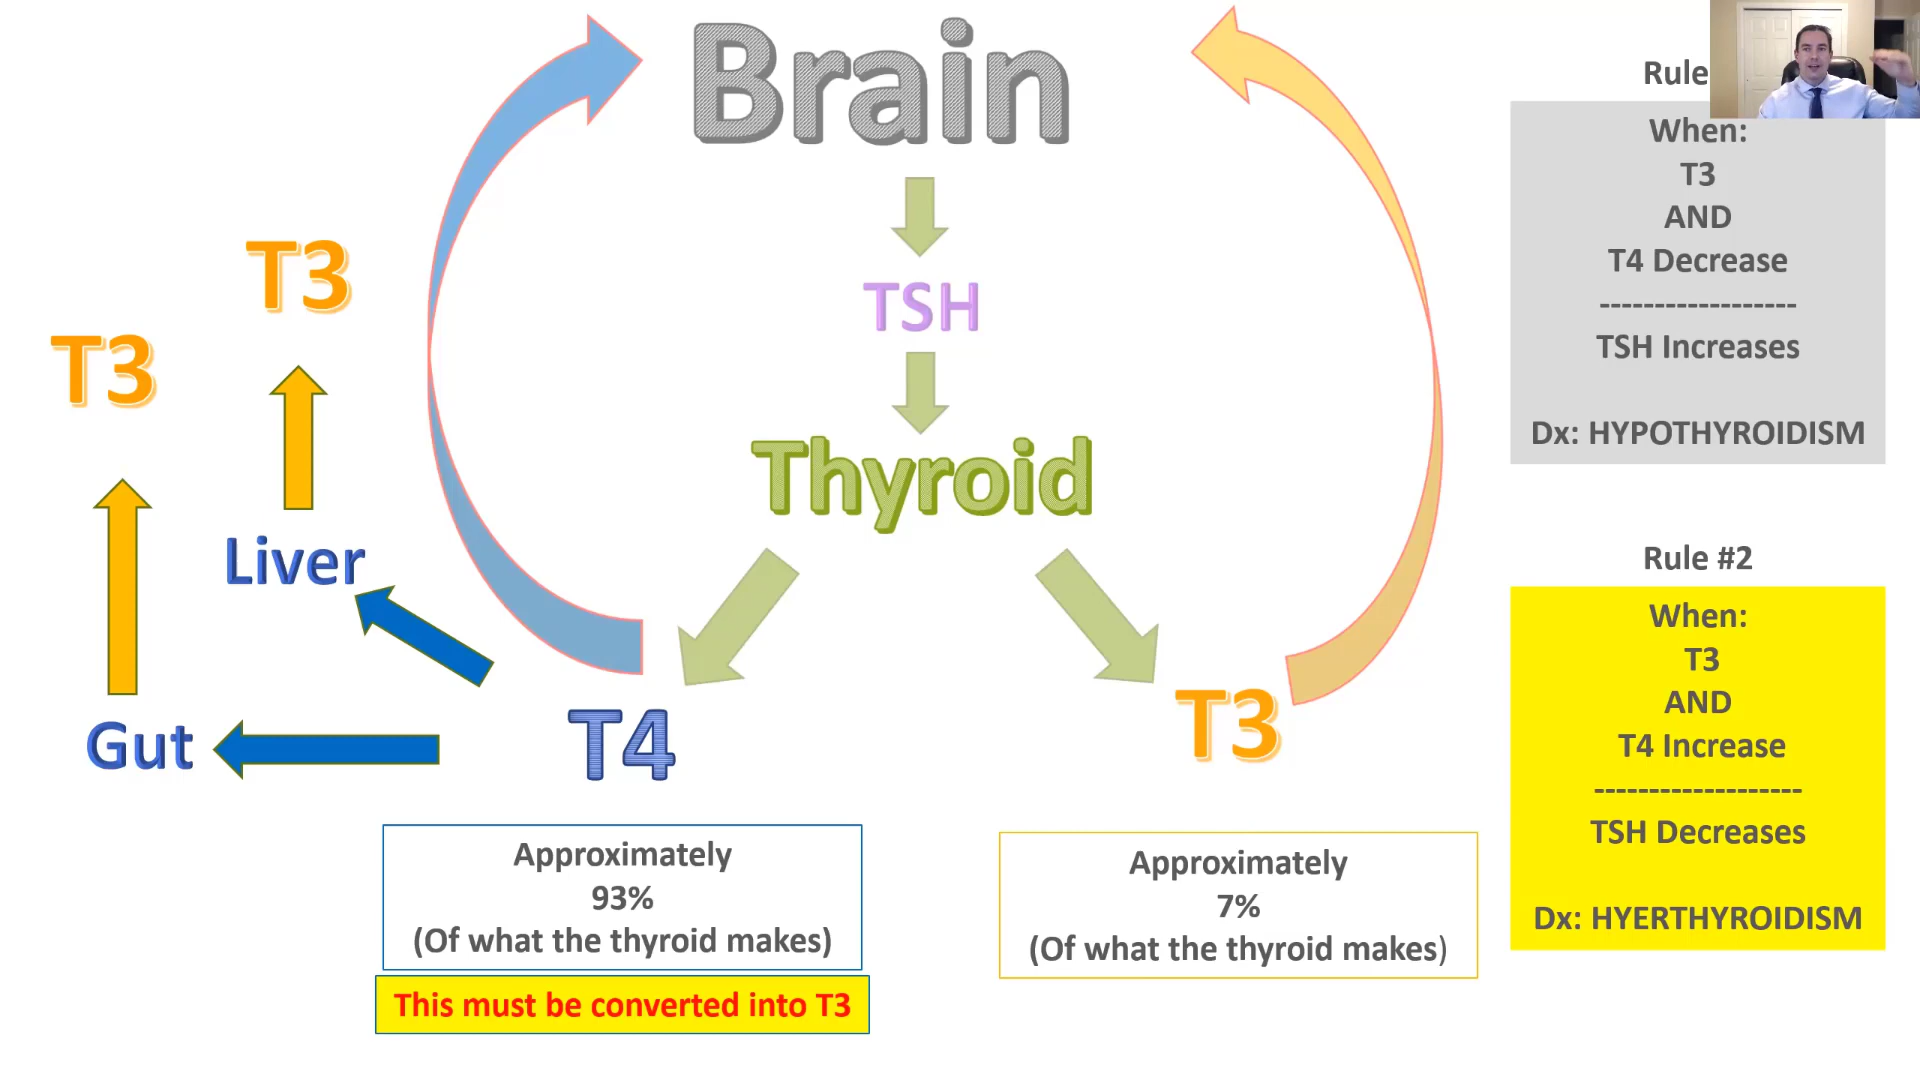 Brain
TSH
Thyroid
T3
T3
Liver
Gut
T4
T3
Approximately
93%
(Of what the thyroid makes)
This must be converted into T3
Approximately
7%
(Of what the thyroid makes)
Rule
When:
T3
AND
T4 Decrease
------------------
TSH Increases
Dx: HYPOTHYROIDISM
Rule #2
When:
T3
AND
T4 Increase
-------------------
TSH Decreases
Dx: HYERTHYROIDISM